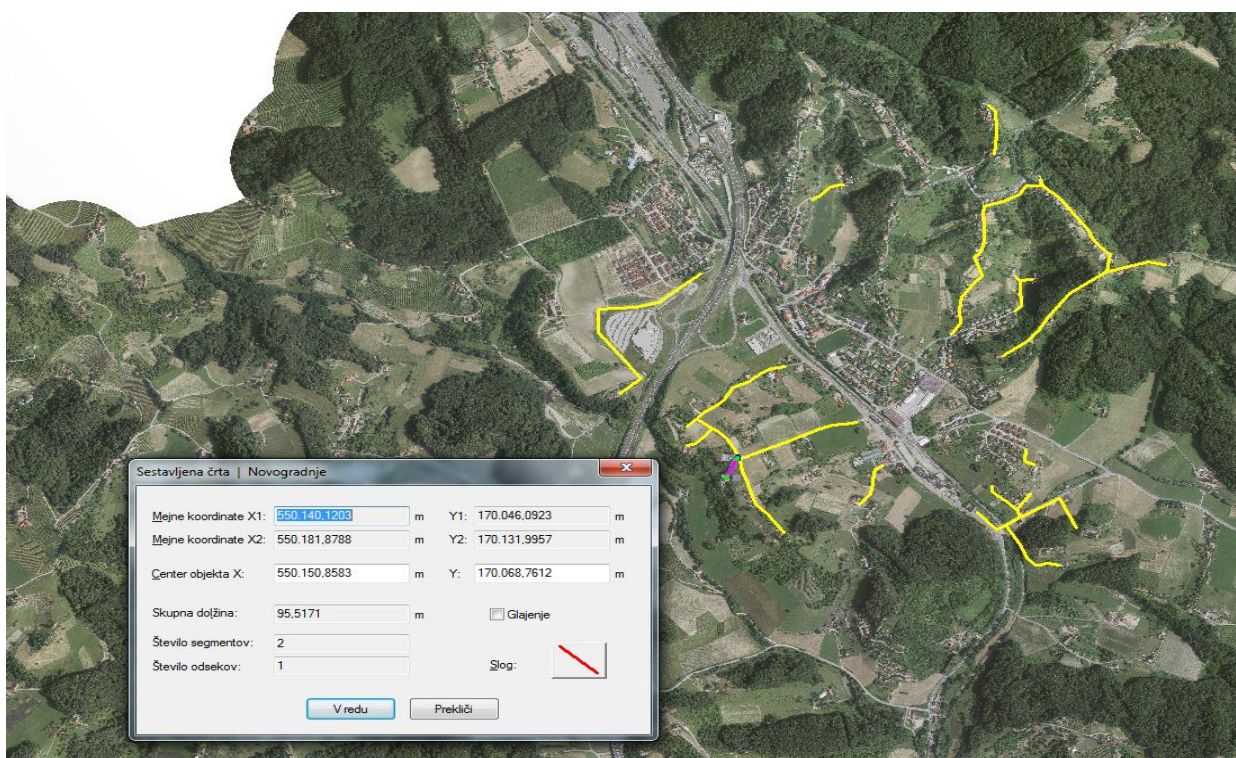 Sestavljena črta | Novogradnje
Mejne koordinate X1: 550.140,1203 m Y1: 170.046,0923 m
Mejne koordinate X2: 550.181,8788 m Y2: 170.131,9957 m
Center objekta X: 550.150,8583 m Y: 170.068,7612 m
Skupna dolžina: 95,5171 m Glajenje
Število segmentov: 2
Število odsekov: 1 Slog:
V redu Prekliči